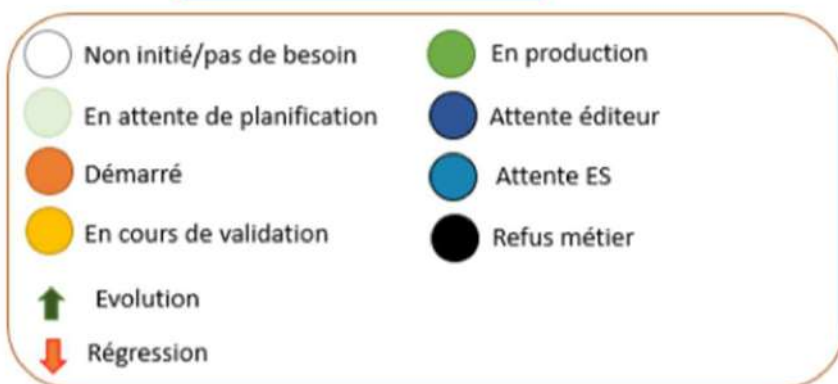 Non initié/pas de besoin
En attente de planification
Démarré
En cours de validation
Evolution
Régression
En production
Attente éditeur
Attente ES
Refus métier